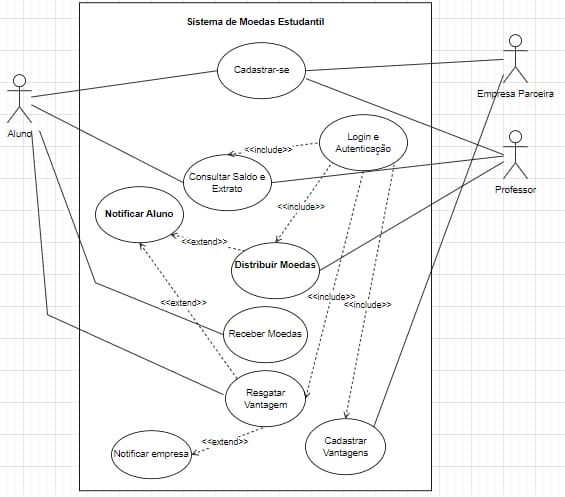 Sistema de Moedas Estudantil
Cadastrar-se
Empresa Parceira
Aluno
Login e
Autenticação
<<include>>
Consultar Saldo e
Extrato
Professor
Notificar Aluno
<<include>>
<<extend>>
Distribuir Moedas
<<extend>>
<<include>>
<<include>>
Receber Moedas
Resgatar
Vantagem
<<extend>>
Cadastrar
Vantagens
Notificar empresa